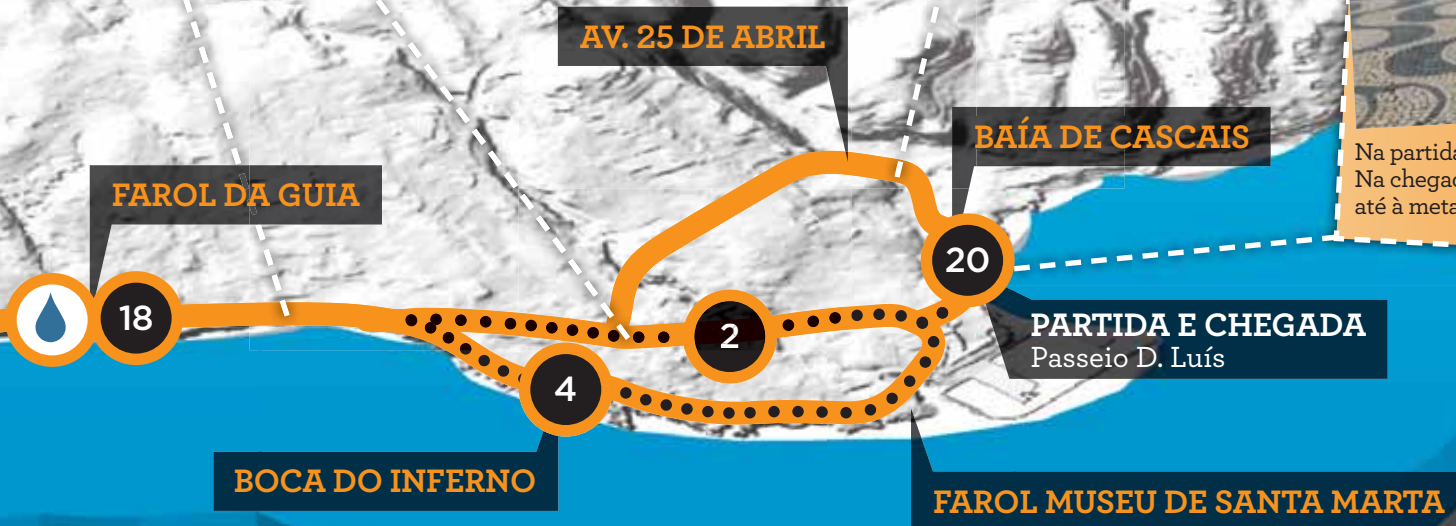 AV. 25 DE ABRIL
BAÍA DE CASCAIS
Na partida
Na chegad
até à meta
FAROL DA GUIA
20
18
2
PARTIDA E CHEGADA
Passeio D. Luís
4
BOCA DO INFERNO
FAROL MUSEU DE SANTA MARTA